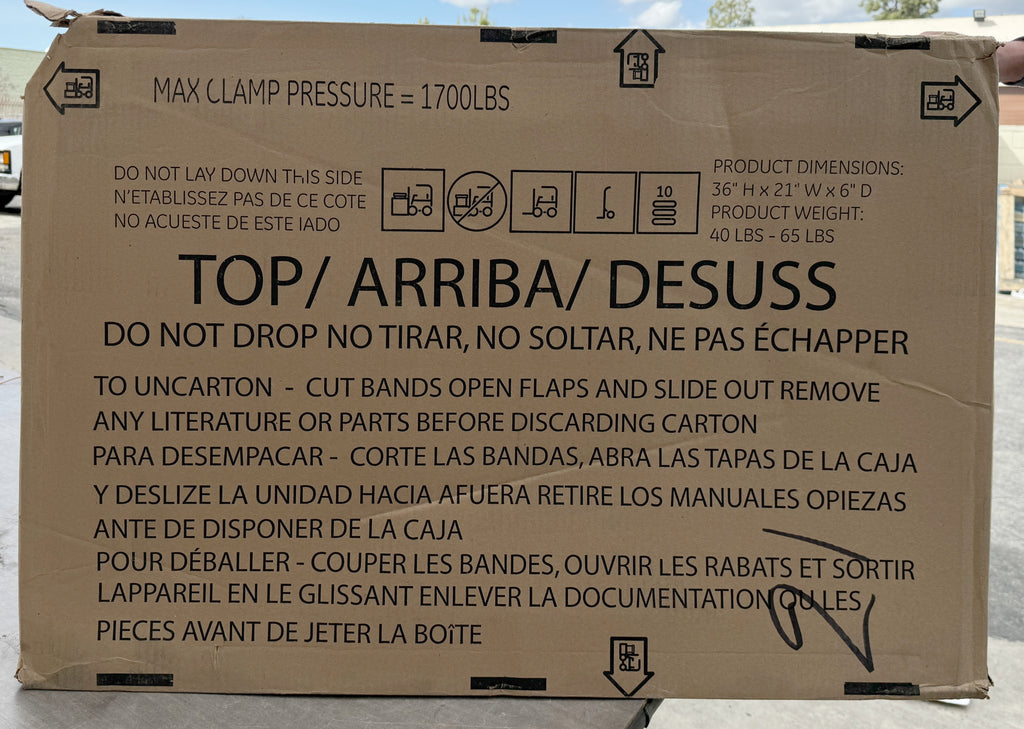 MAX CLAMP PRESSURE = 1700LBS
DO NOT LAY DOWN THIS SIDE
N'ETABLISSEZ PAS DE CE COTE
NO ACUESTE DE ESTE lADO
10
PRODUCT DIMENSIONS:
36" H x 21" W x 6" D
PRODUCT WEIGHT:
40 LBS - 65 LBS
TOP/ ARRIBA/ DESUSS
DO NOT DROP NO TIRAR, NO SOLTAR, NE PAS ÉCHAPPER
TO UNCARTON - CUT BANDS OPEN FLAPS AND SLIDE OUT REMOVE
ANY LITERATURE OR PARTS BEFORE DISCARDING CARTON
PARA DESEMPACAR - CORTE LAS BANDAS, ABRA LAS TAPAS DE LA CAJA
Y DESLIZE LA UNIDAD HACIA AFUERA RETIRE LOS MANUALES OPIEZAS
ANTE DE DISPONER DE LA CAJA
POUR DÉBALLER - COUPER LES BANDES, OUVRIR LES RABATS ET SORTIR
LAPPAREIL EN LE GLISSANT ENLEVER LA DOCUMENTATION OU LES
PIECES AVANT DE JETER LA BOîTE